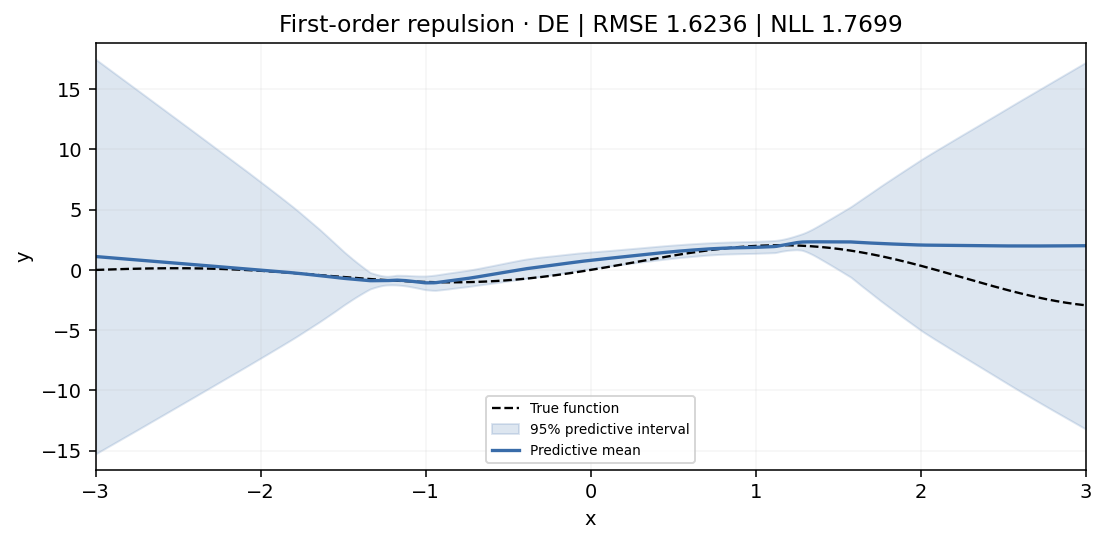 First-order repulsion · DE | RMSE 1.6236 | NLL 1.7699
15
10
5
0
−5
−10
−15
y
True function
95% predictive interval
Predictive mean
−3 −2 −1 0 1 2 3
x